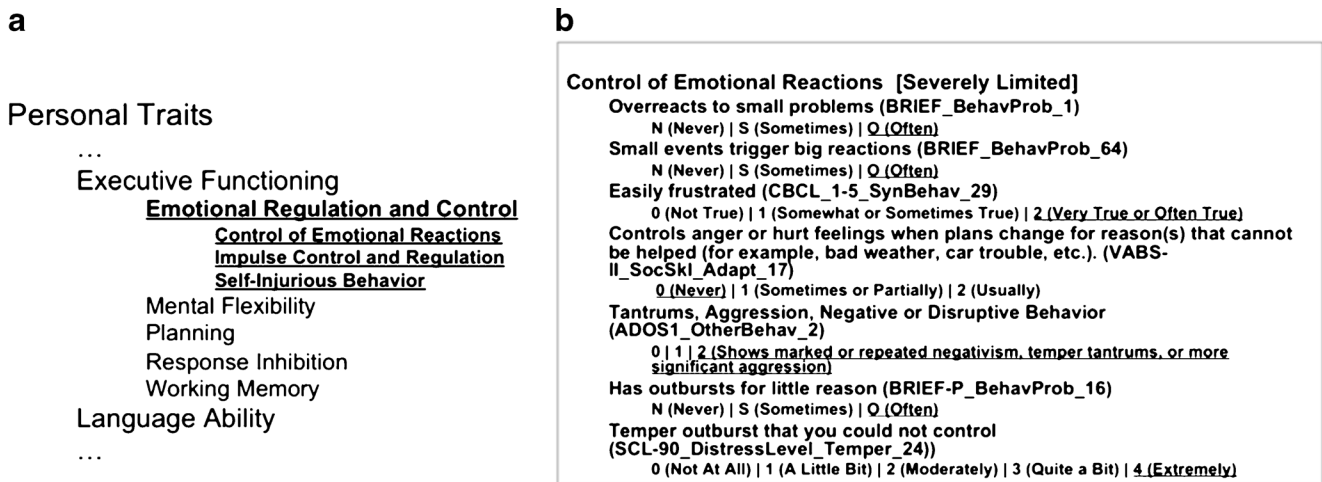 a
Personal Traits
...
Executive Functioning
Emotional Regulation and Control
Control of Emotional Reactions
Impulse Control and Regulation
Self-Injurious Behavior
Mental Flexibility
Planning
Response Inhibition
Working Memory
Language Ability
...
b
Control of Emotional Reactions [Severely Limited]
Overreacts to small problems (BRIEF_BehavProb_1)
N (Never) | S (Sometimes) | O (Often)
Small events trigger big reactions (BRIEF_BehavProb_64)
N (Never) | S (Sometimes) | O (Often)
Easily frustrated (CBCL_1-5_SynBehav_29)
0 (Not True) | 1 (Somewhat or Sometimes True) | 2 (Very True or Often True)
Controls anger or hurt feelings when plans change for reason(s) that cannot
be helped (for example, bad weather, car trouble, etc.). (VABS-
II_SocSkl_Adapt_17)
0 (Never) | 1 (Sometimes or Partially) | 2 (Usually)
Tantrums, Aggression, Negative or Disruptive Behavior
(ADOS1_OtherBehav_2)
0 | 1 | 2 (Shows marked or repeated negativism, temper tantrums, or more
significant aggression)
Has outbursts for little reason (BRIEF-P_BehavProb_16)
N (Never) | S (Sometimes) | O (Often)
Temper outburst that you could not control
(SCL-90_DistressLevel_Temper_24))
0 (Not At All) | 1 (A Little Bit) | 2 (Moderately) | 3 (Quite a Bit) | 4 (Extremely)